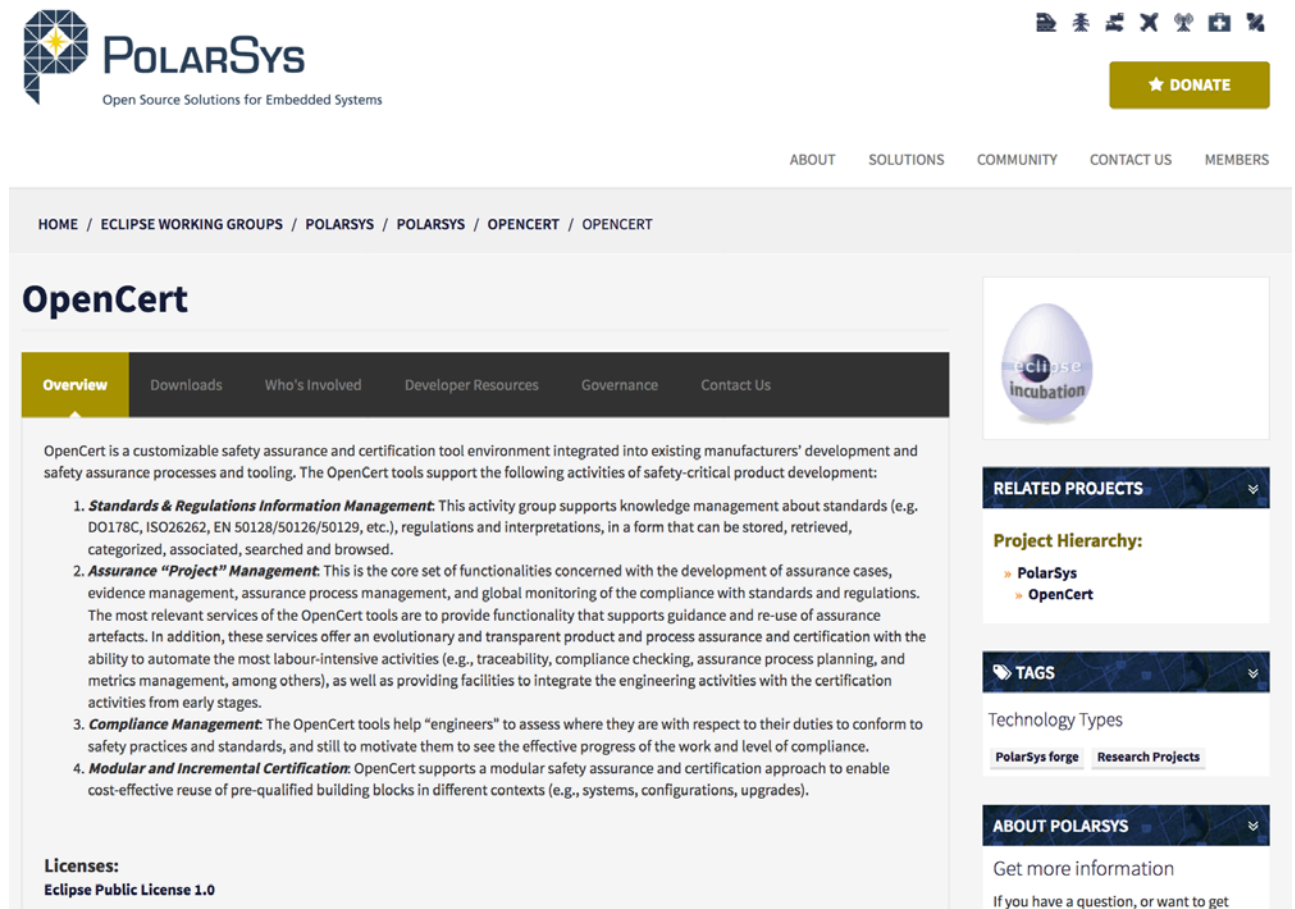 POLARSYS
Open Source Solutions for Embedded Systems
DONATE
ABOUT SOLUTIONS COMMUNITY CONTACT US MEMBERS
HOME / ECLIPSE WORKING GROUPS / POLARSYS / POLARSYS / OPENCERT / OPENCERT
OpenCert
Overview Downloads Who's Involved Developer Resources Governance Contact Us
OpenCert is a customizable safety assurance and certification tool environment integrated into existing manufacturers’ development and
safety assurance processes and tooling. The OpenCert tools support the following activities of safety-critical product development:
1. Standards & Regulations Information Management: This activity group supports knowledge management about standards (e.g.
DO178C, ISO26262, EN 50128/50126/50129, etc.), regulations and interpretations, in a form that can be stored, retrieved,
categorized, associated, searched and browsed.
2. Assurance “Project” Management: This is the core set of functionalities concerned with the development of assurance cases,
evidence management, assurance process management, and global monitoring of the compliance with standards and regulations.
The most relevant services of the OpenCert tools are to provide functionality that supports guidance and re-use of assurance
artefacts. In addition, these services offer an evolutionary and transparent product and process assurance and certification with the
ability to automate the most labour-intensive activities (e.g., traceability, compliance checking, assurance process planning, and
metrics management, among others), as well as providing facilities to integrate the engineering activities with the certification
activities from early stages.
3. Compliance Management: The OpenCert tools help “engineers” to assess where they are with respect to their duties to conform to
safety practices and standards, and still to motivate them to see the effective progress of the work and level of compliance.
4. Modular and Incremental Certification: OpenCert supports a modular safety assurance and certification approach to enable
cost-effective reuse of pre-qualified building blocks in different contexts (e.g., systems, configurations, upgrades).
Licenses:
Eclipse Public License 1.0
eclipse
incubation
RELATED PROJECTS
Project Hierarchy:
» PolarSys
» OpenCert
TAGS
Technology Types
PolarSys forge Research Projects
ABOUT POLARSYS
Get more information
If you have a question, or want to get